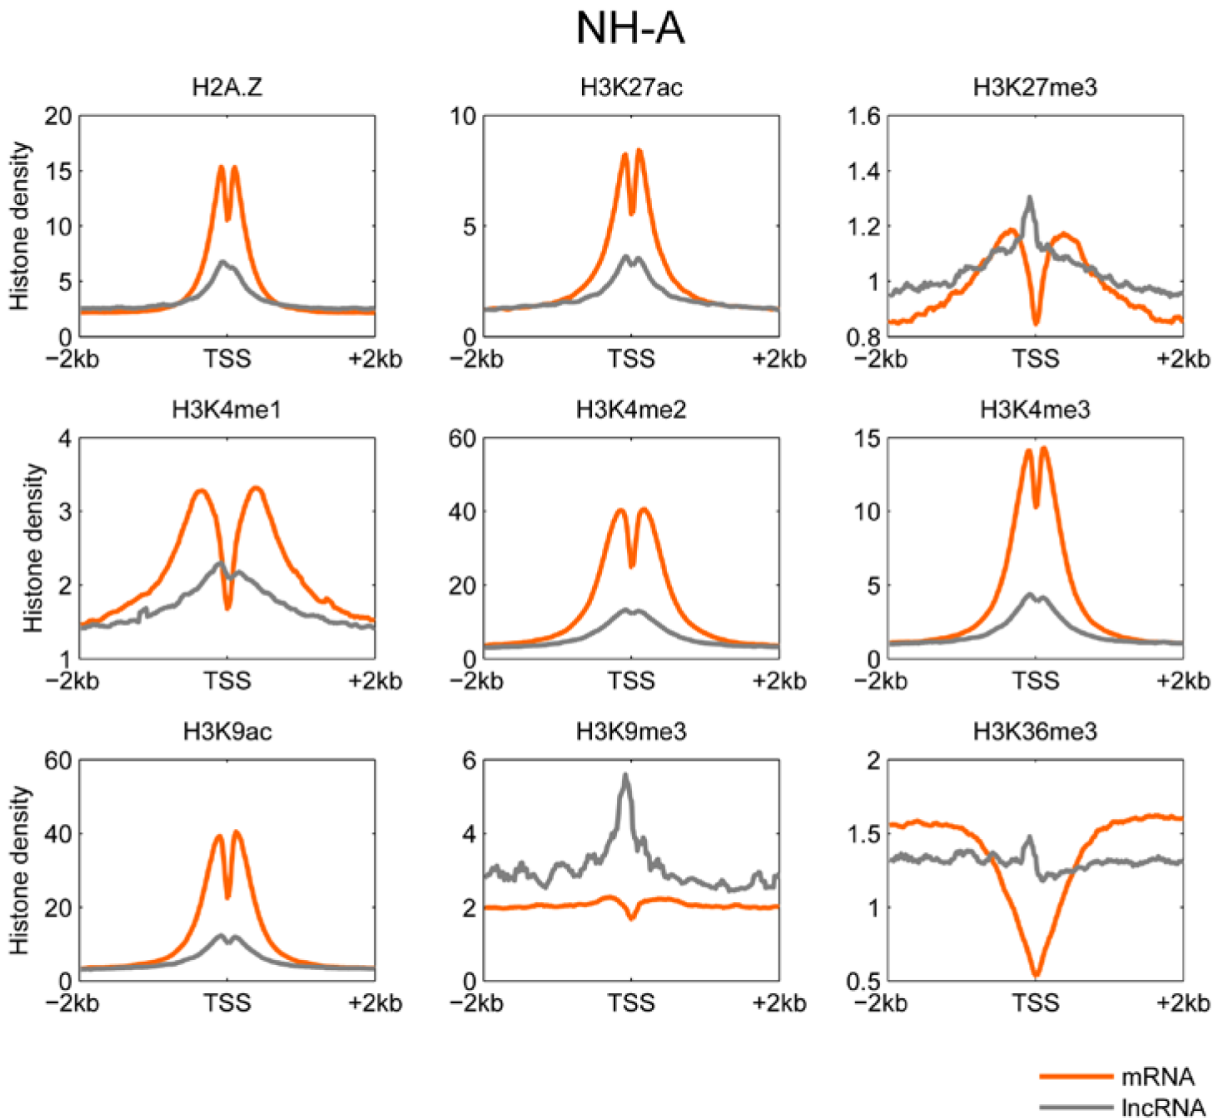 NH-A
H2A.Z
H3K27ac
H3K27me3
Histone density
20
15
10
5
0
−2kb TSS +2kb
10
5
0
−2kb TSS +2kb
1.6
1.4
1.2
1
0.8
−2kb TSS +2kb
H3K4me1
H3K4me2
H3K4me3
Histone density
4
3
2
1
−2kb TSS +2kb
60
40
20
0
−2kb TSS +2kb
15
10
5
0
−2kb TSS +2kb
H3K9ac
H3K9me3
H3K36me3
Histone density
60
40
20
0
−2kb TSS +2kb
6
4
2
0
−2kb TSS +2kb
2
1.5
1
0.5
−2kb TSS +2kb
mRNA
lncRNA